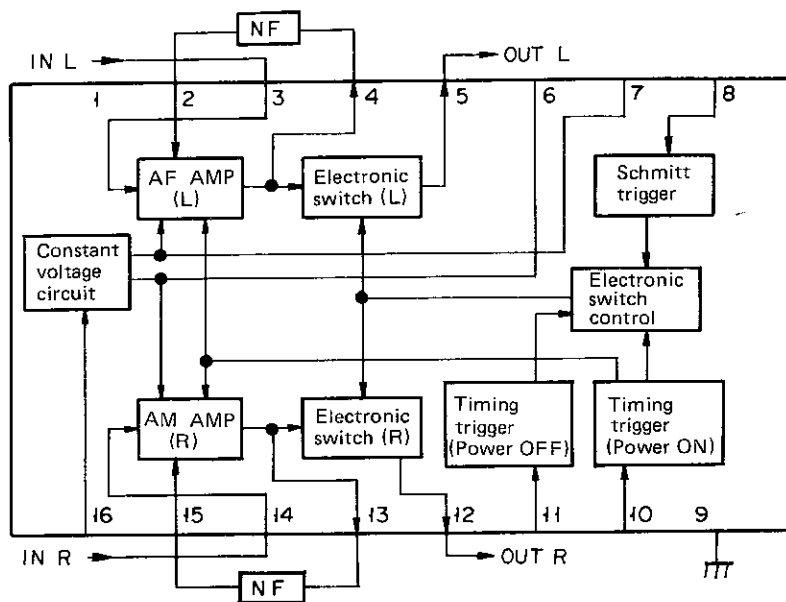 NF
IN L
OUT L
1 2 3 4 5 6 7 8
AF AMP
(L)
Electronic
switch (L)
Schmitt
trigger
Constant
voltage
circuit
Electronic
switch
control
AM AMP
(R)
Electronic
switch (R)
Timing
trigger
(Power OFF)
Timing
trigger
(Power ON)
16 15 14 13 12 11 10 9
IN R
OUT R
NF